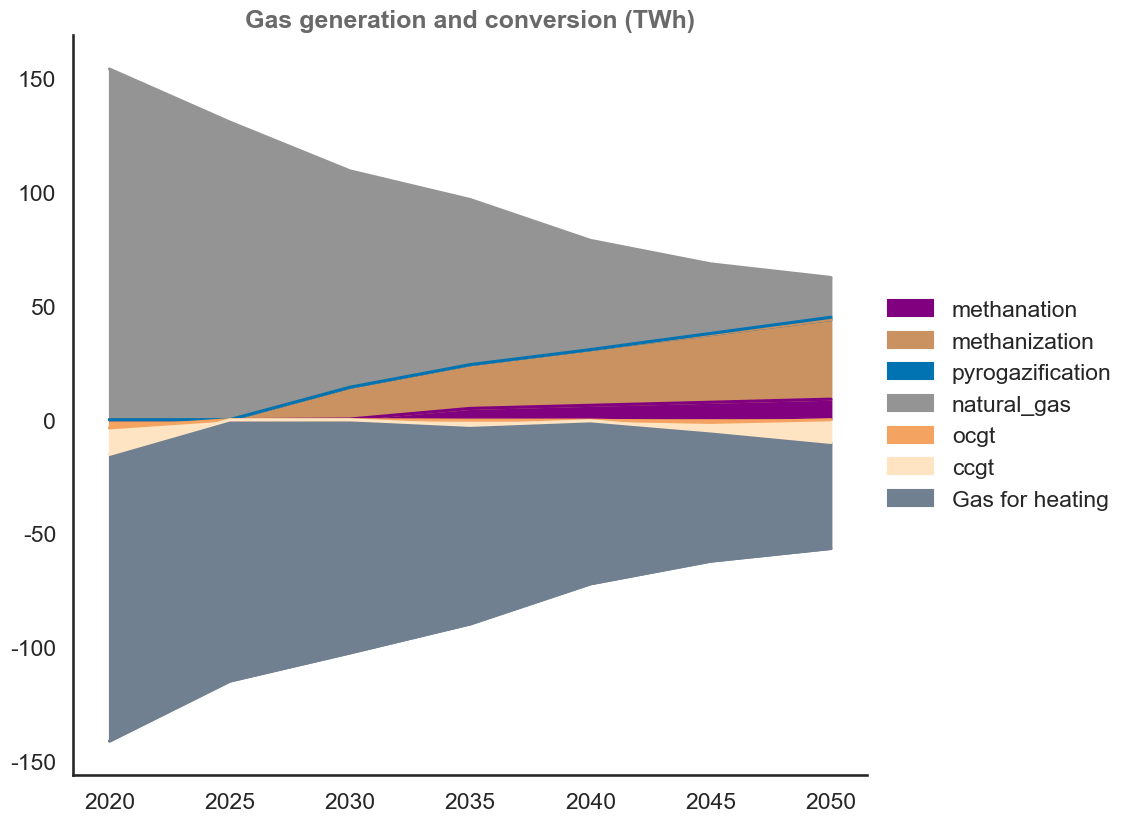 Gas generation and conversion (TWh)
150
100
50
0
-50
-100
-150
2020 2025 2030 2035 2040 2045 2050
methanation
methanization
pyrogazification
natural_gas
ocgt
ccgt
Gas for heating